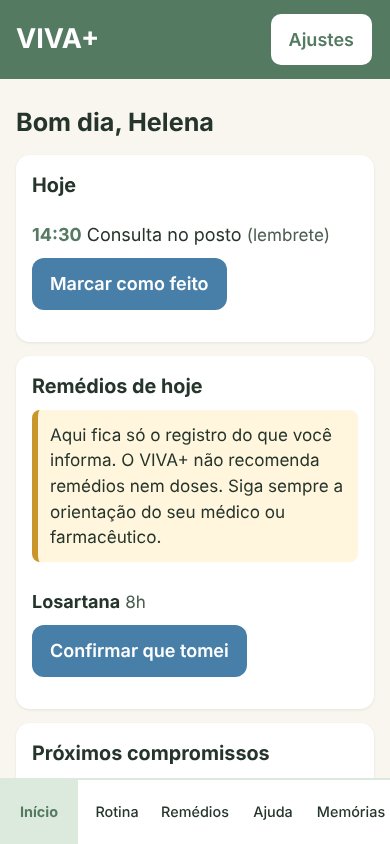 VIVA+
Ajustes
Bom dia, Helena
Hoje
14:30 Consulta no posto (lembrete)
Marcar como feito
Remédios de hoje
Aqui fica só o registro do que você
informa. O VIVA+ não recomenda
remédios nem doses. Siga sempre a
orientação do seu médico ou
farmacêutico.
Losartana 8h
Confirmar que tomei
Próximos compromissos
Início Rotina Remédios Ajuda Memórias